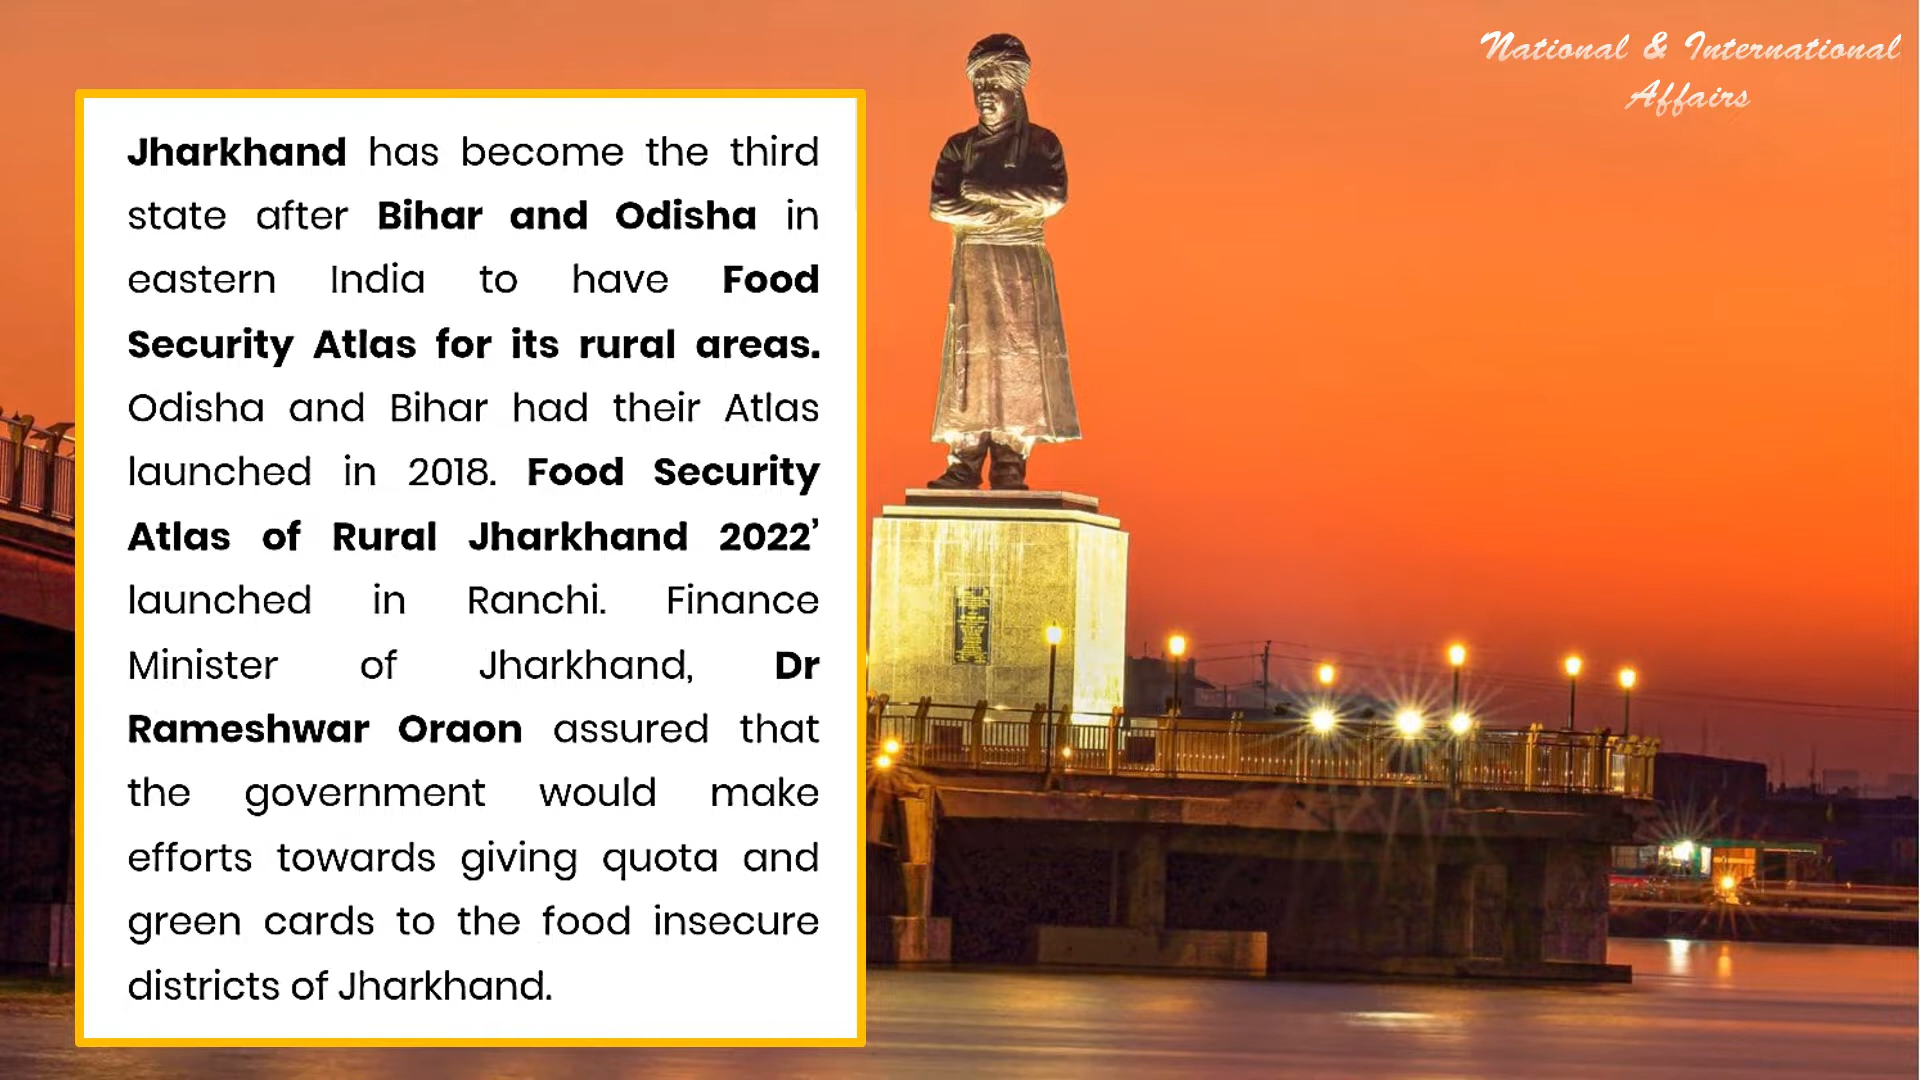 National & International
Affairs
Jharkhand has become the third
state after Bihar and Odisha in
eastern India to have Food
Security Atlas for its rural areas.
Odisha and Bihar had their Atlas
launched in 2018. Food Security
Atlas of Rural Jharkhand 2022’
launched in Ranchi. Finance
Minister of Jharkhand, Dr
Rameshwar Oraon assured that
the government would make
efforts towards giving quota and
green cards to the food insecure
districts of Jharkhand.